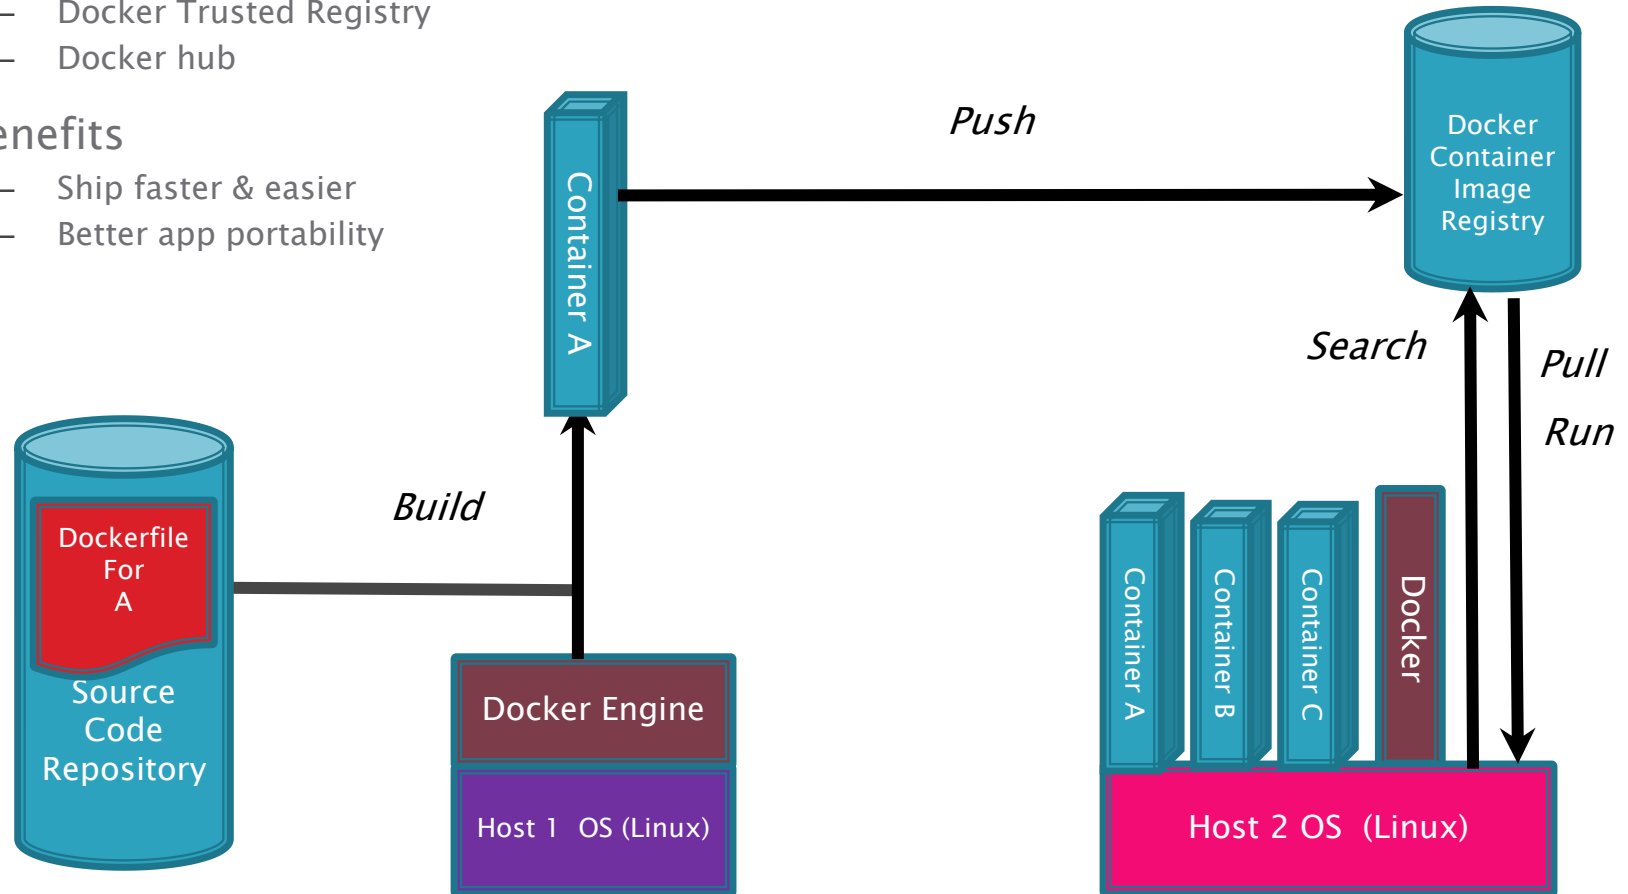 – Docker Trusted Registry
– Docker hub
enefits
– Ship faster & easier
– Better app portability
Container A
Push
Docker
Container
Image
Registry
Search
Pull
Run
Build
Dockerfile
For
A
Source
Code
Repository
Docker Engine
Host 1 OS (Linux)
Container A
Container B
Container C
Docker
Host 2 OS (Linux)